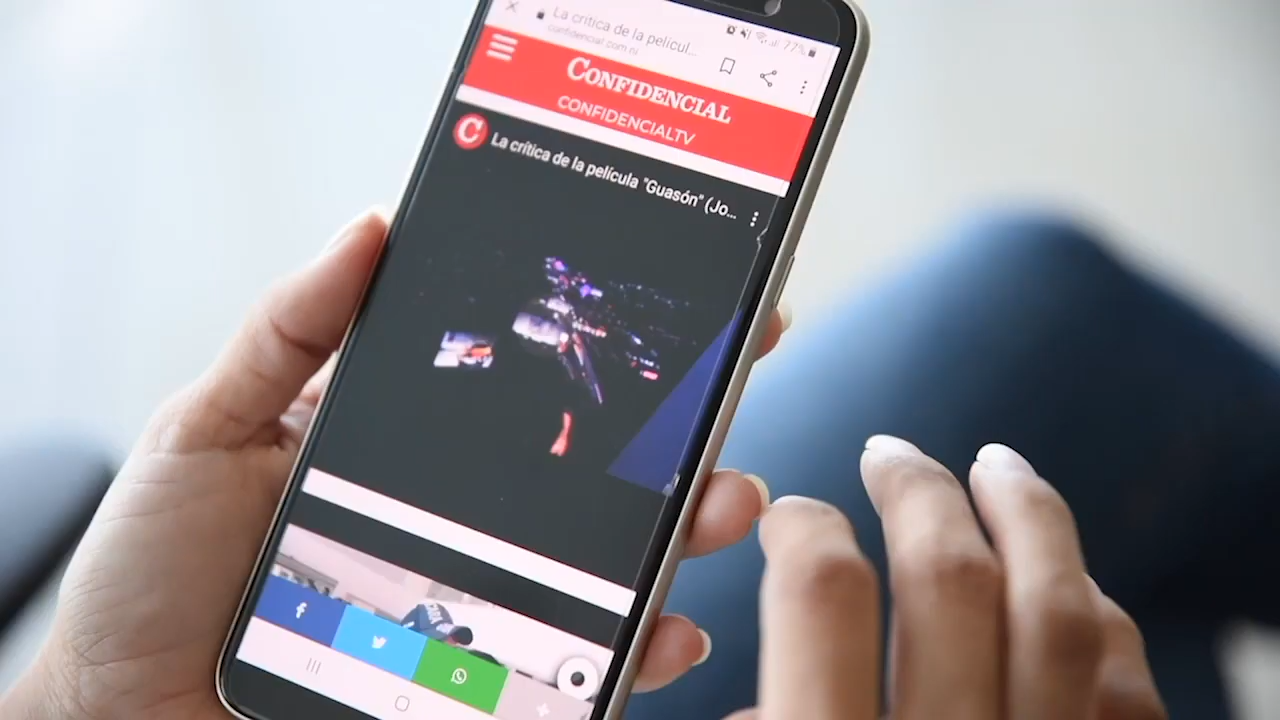 La crítica de la películ...
confidencial.com.ni
77%
CONFIDENCIAL
CONFIDENCIALTV
C
La crítica de la película "Guasón" (Jo...
f